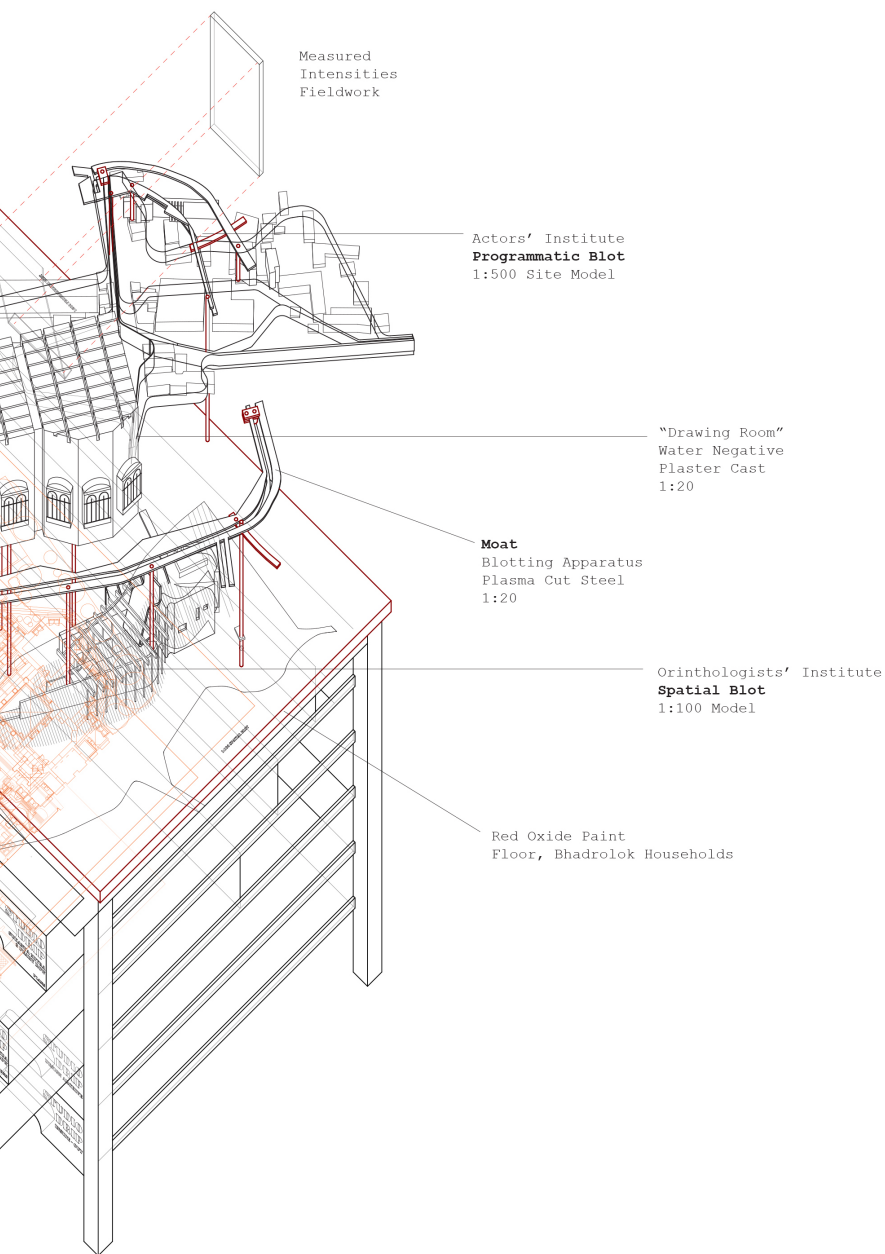 Measured
Intensities
Fieldwork
Actors' Institute
Programmatic Blot
1:500 Site Model
“Drawing Room”
Water Negative
Plaster Cast
1:20
Moat
Blotting Apparatus
Plasma Cut Steel
1:20
Orinthologists' Institute
Spatial Blot
1:100 Model
Red Oxide Paint
Floor, Bhadrolok Households